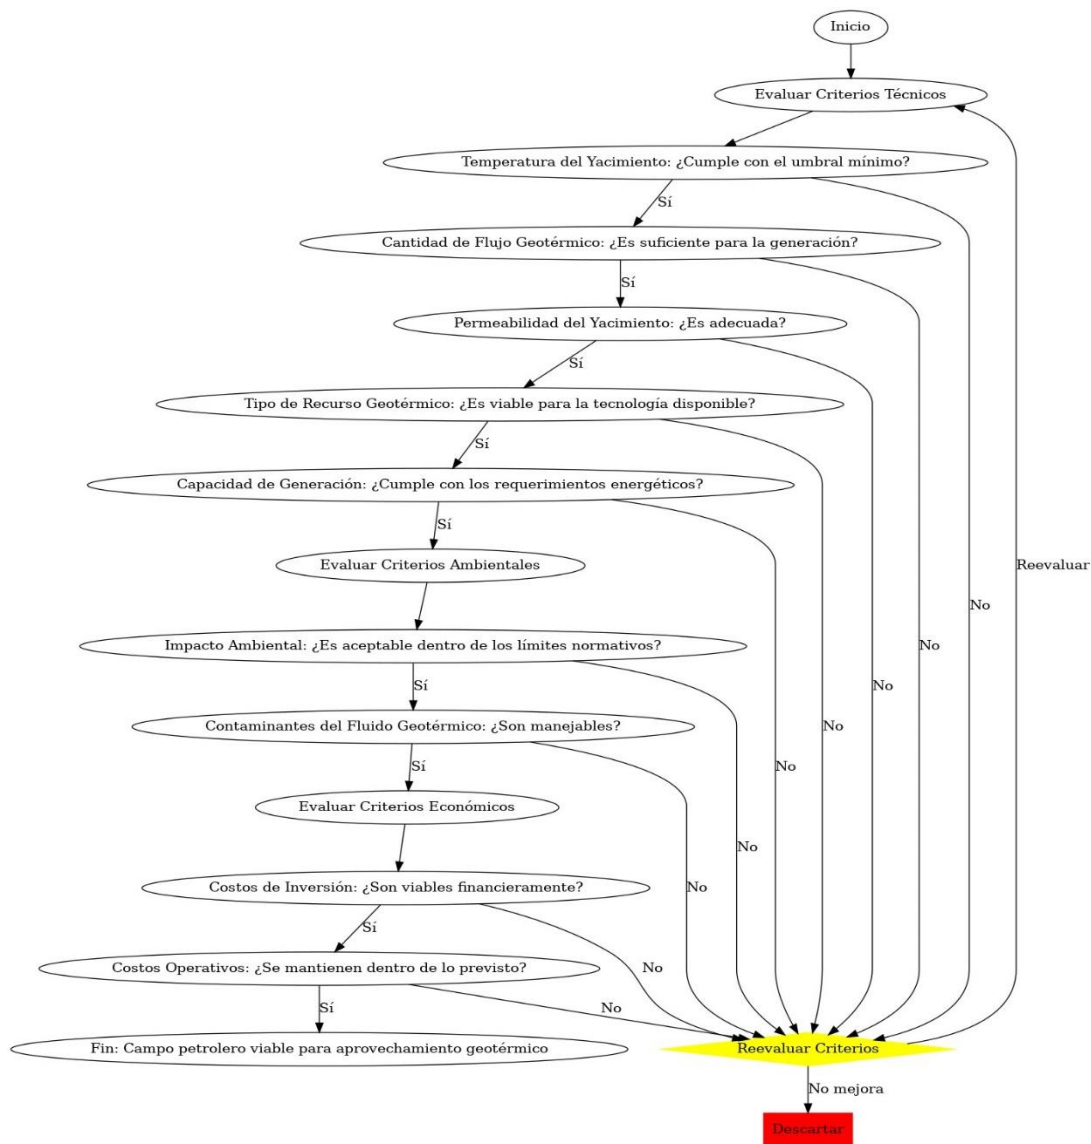 Inicio
Evaluar Criterios Técnicos
Temperatura del Yacimiento: ¿Cumple con el umbral mínimo?
Sí
Cantidad de Flujo Geotérmico: ¿Es suficiente para la generación?
Sí
Permeabilidad del Yacimiento: ¿Es adecuada?
Sí
Tipo de Recurso Geotérmico: ¿Es viable para la tecnología disponible?
Sí
Capacidad de Generación: ¿Cumple con los requerimientos energéticos?
Sí
Evaluar Criterios Ambientales
Reevaluar
No
Impacto Ambiental: ¿Es aceptable dentro de los límites normativos?
No
Sí
No
Contaminantes del Fluido Geotérmico: ¿Son manejables?
No
Sí
No
Evaluar Criterios Económicos
No
Costos de Inversión: ¿Son viables financieramente?
No
Sí
Costos Operativos: ¿Se mantienen dentro de lo previsto?
No
Sí
No
Fin: Campo petrolero viable para aprovechamiento geotérmico
Reevaluar Criterios
No mejora
Descartar